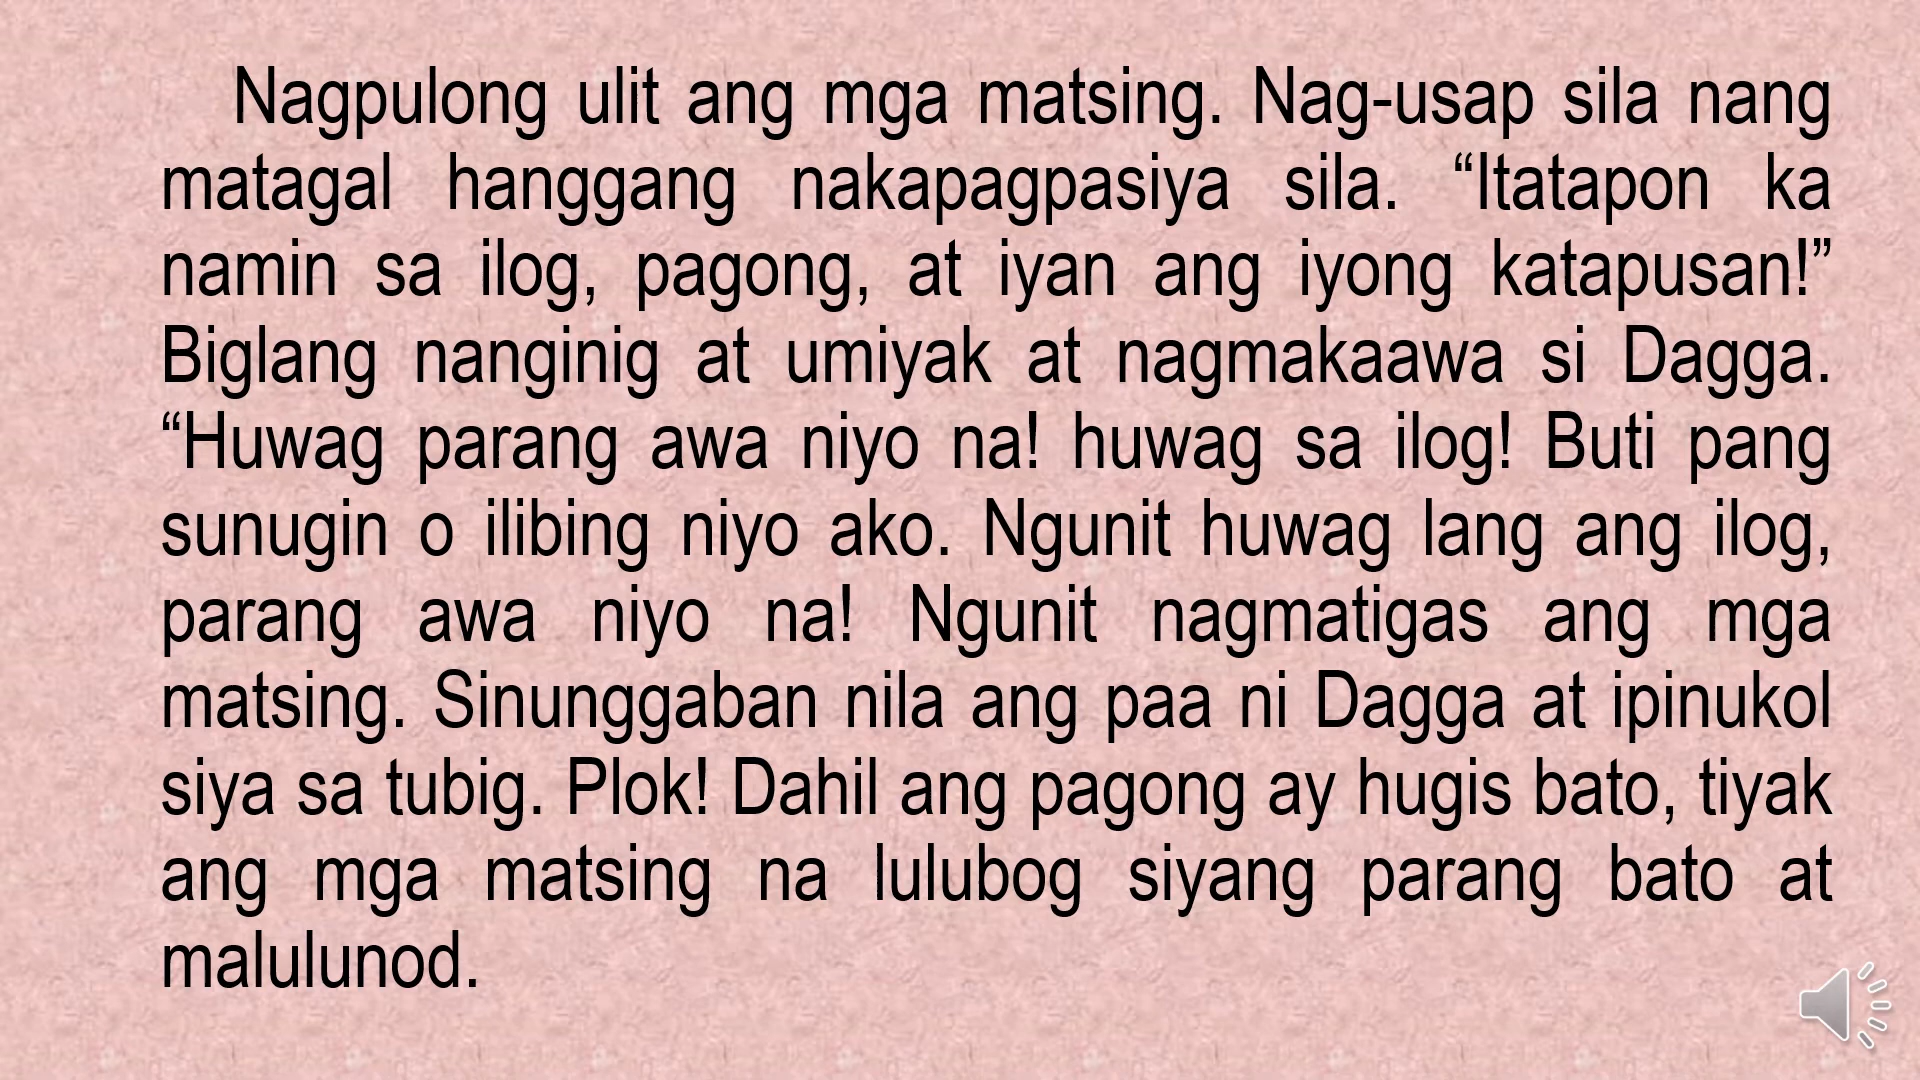 Nagpulong ulit ang mga matsing. Nag-usap sila nang
matagal hanggang nakapagpasiya sila. “Itatapon ka
namin sa ilog, pagong, at iyan ang iyong katapusan!”
Biglang nanginig at umiyak at nagmakaawa si Dagga.
“Huwag parang awa niyo na! huwag sa ilog! Buti pang
sunugin o ilibing niyo ako. Ngunit huwag lang ang ilog,
parang awa niyo na! Ngunit nagmatigas ang mga
matsing. Sinunggaban nila ang paa ni Dagga at ipinukol
siya sa tubig. Plok! Dahil ang pagong ay hugis bato, tiyak
ang mga matsing na lulubog siyang parang bato at
malulunod.